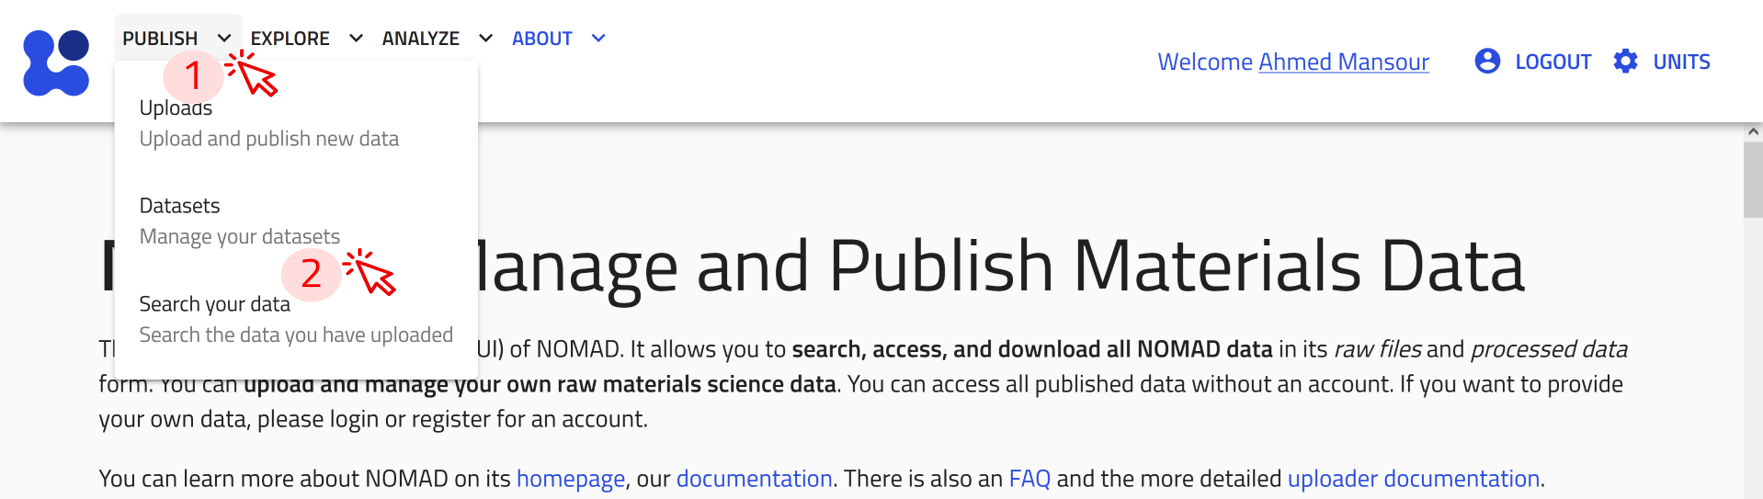 PUBLISH EXPLORE ANALYZE ABOUT
Welcome Ahmed Mansour LOGOUT UNITS
1
Uploads
Upload and publish new data
Datasets
Manage your datasets
2
Search your data
Search the data you have uploaded
anage and Publish Materials Data
UI) of NOMAD. It allows you to search, access, and download all NOMAD data in its raw files and processed data
form. You can upload and manage your own raw materials science data. You can access all published data without an account. If you want to provide
your own data, please login or register for an account.
You can learn more about NOMAD on its homepage, our documentation. There is also an FAQ and the more detailed uploader documentation.